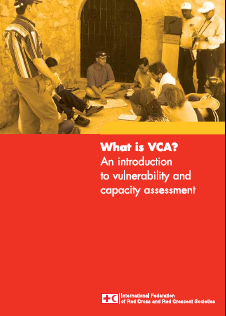 What is VCA?
An introduction
to vulnerability and
capacity assessment
International Federation
of Red Cross and Red Crescent Societies